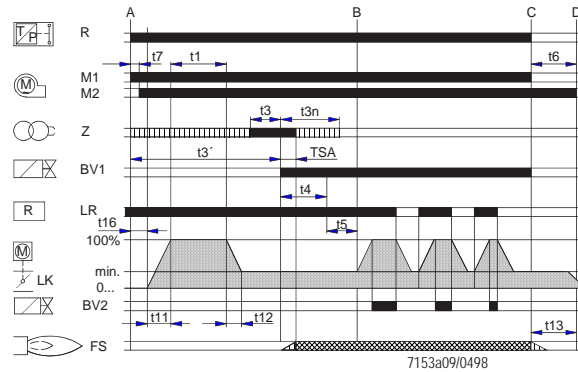 A B C D
T P R
t7 t1 t6
M M1
M2
t3 t3n
Z
t3´ TSA
BV1
t4
R LR
t16 t5
100%
M
min.
LK
0...
BV2
t11 t12 t13
FS
7153a09/0498